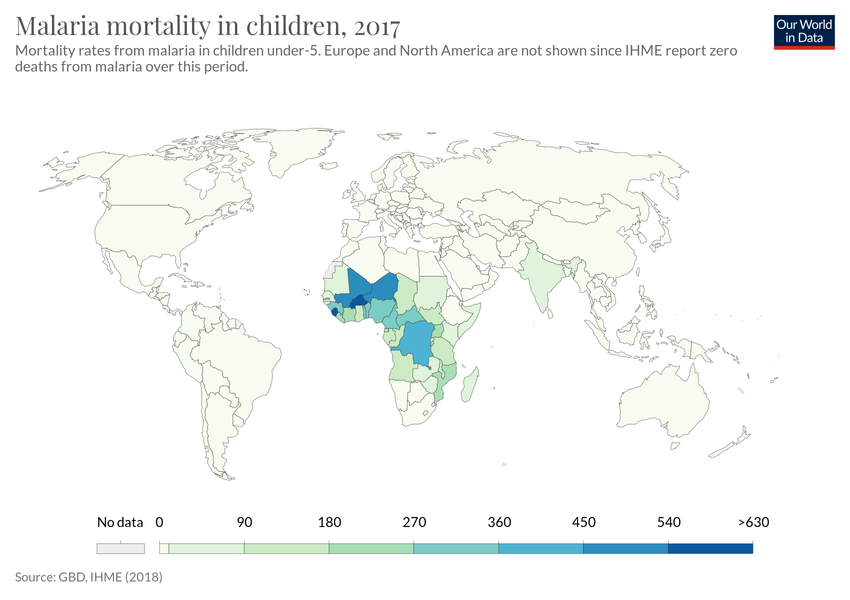 Malaria mortality in children, 2017
Our World
in Data
Mortality rates from malaria in children under-5. Europe and North America are not shown since IHME report zero
deaths from malaria over this period.
No data 0 90 180 270 360 450 540 >630
Source: GBD, IHME (2018)